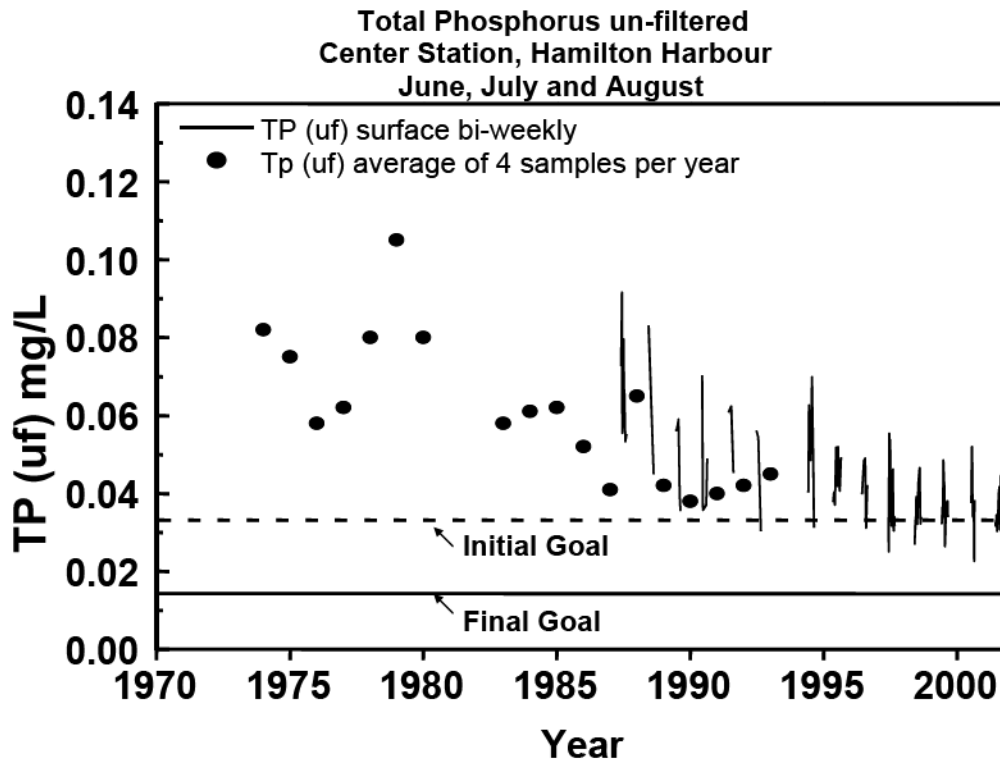 Total Phosphorus un-filtered
Center Station, Hamilton Harbour
June, July and August
0.14
TP (uf) surface bi-weekly
Tp (uf) average of 4 samples per year
0.12
0.10
0.08
0.06
0.04
0.02
0.00
TP (uf) mg/L
Initial Goal
Final Goal
1970 1975 1980 1985 1990 1995 2000
Year